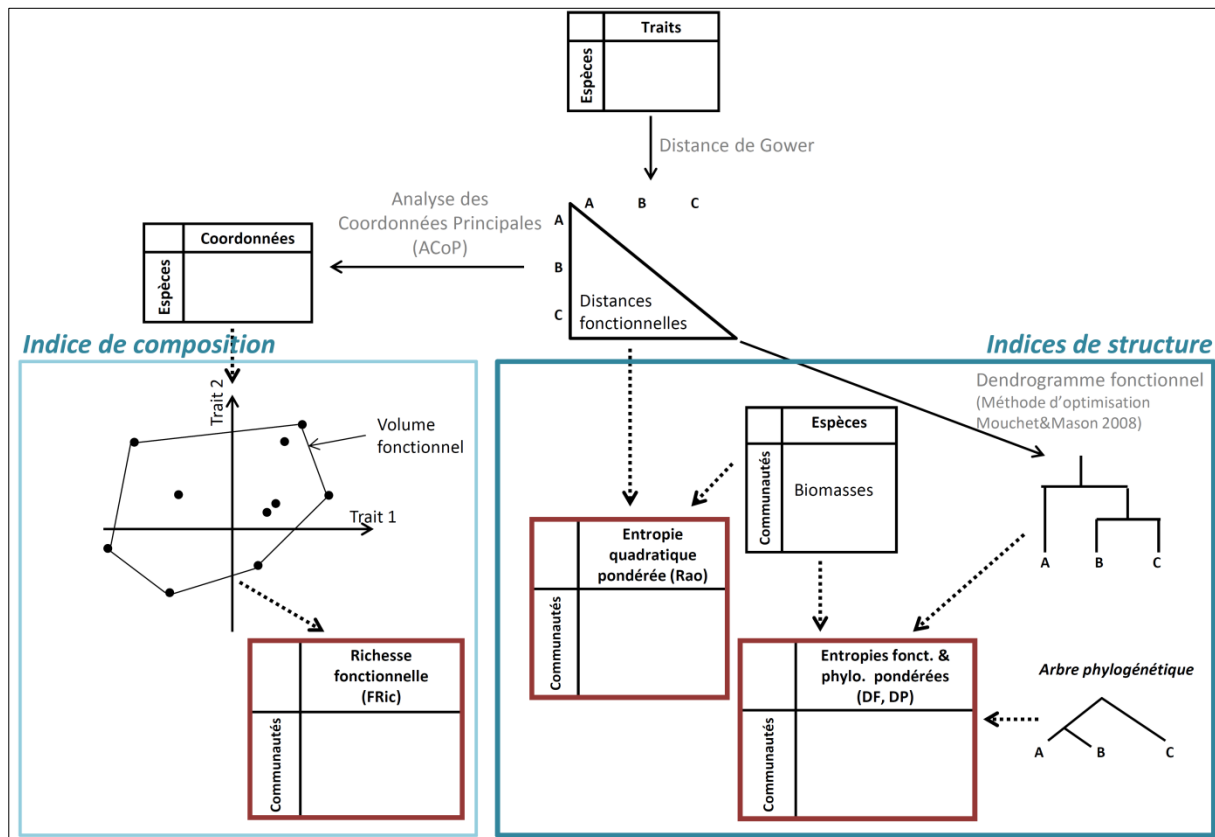 Traits
Espèces
Distance de Gower
A B C
A
B
C
Distances
fonctionnelles
Analyse des
Coordonnées Principales
(ACoP)
Coordonnées
Espèces
Indice de composition
Trait 2
Volume
fonctionnel
Trait 1
Richesse
fonctionnelle
(FRic)
Communautés
Indices de structure
Dendrogramme fonctionnel
(Méthode d'optimisation
Mouchet&Mason 2008)
Espèces
Communautés
Biomasses
A B C
Entropie
quadratique
pondérée (Rao)
Communautés
Entropies fonct. &
phylo. pondérées
(DF, DP)
Communautés
Arbre phylogénétique
A B C